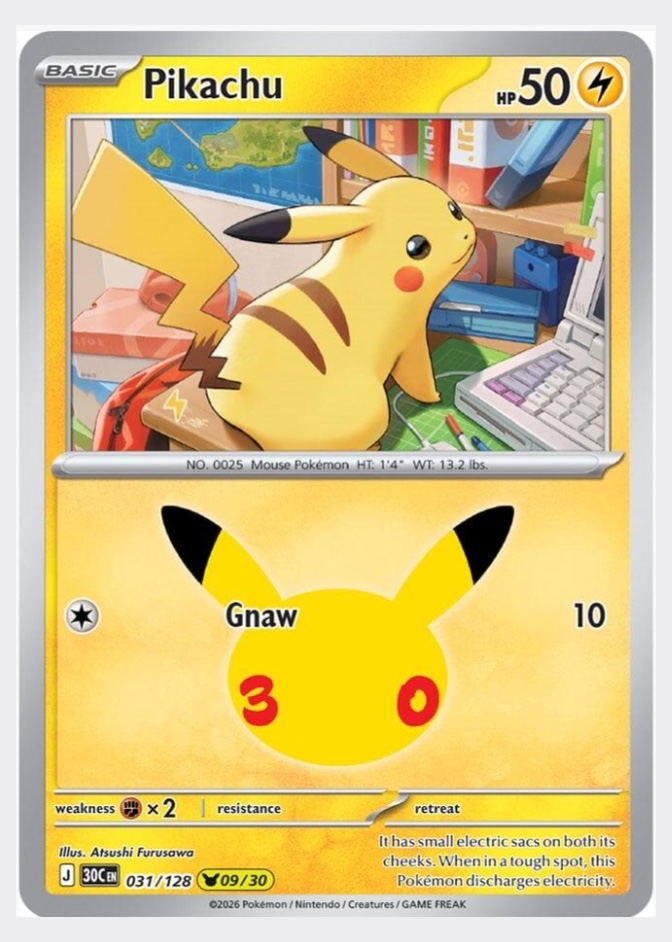 BASIC
Pikachu
HP 50
NO. 0025 Mouse Pokémon HT: 1'4" WT: 13.2 lbs.
Gnaw 10
3 0
weakness ×2 resistance retreat
Illus. Atsushi Furusawa
It has small electric sacs on both its
cheeks. When in a tough spot, this
Pokémon discharges electricity.
J 30C EN 031/128 09/30
©2026 Pokémon / Nintendo / Creatures / GAME FREAK